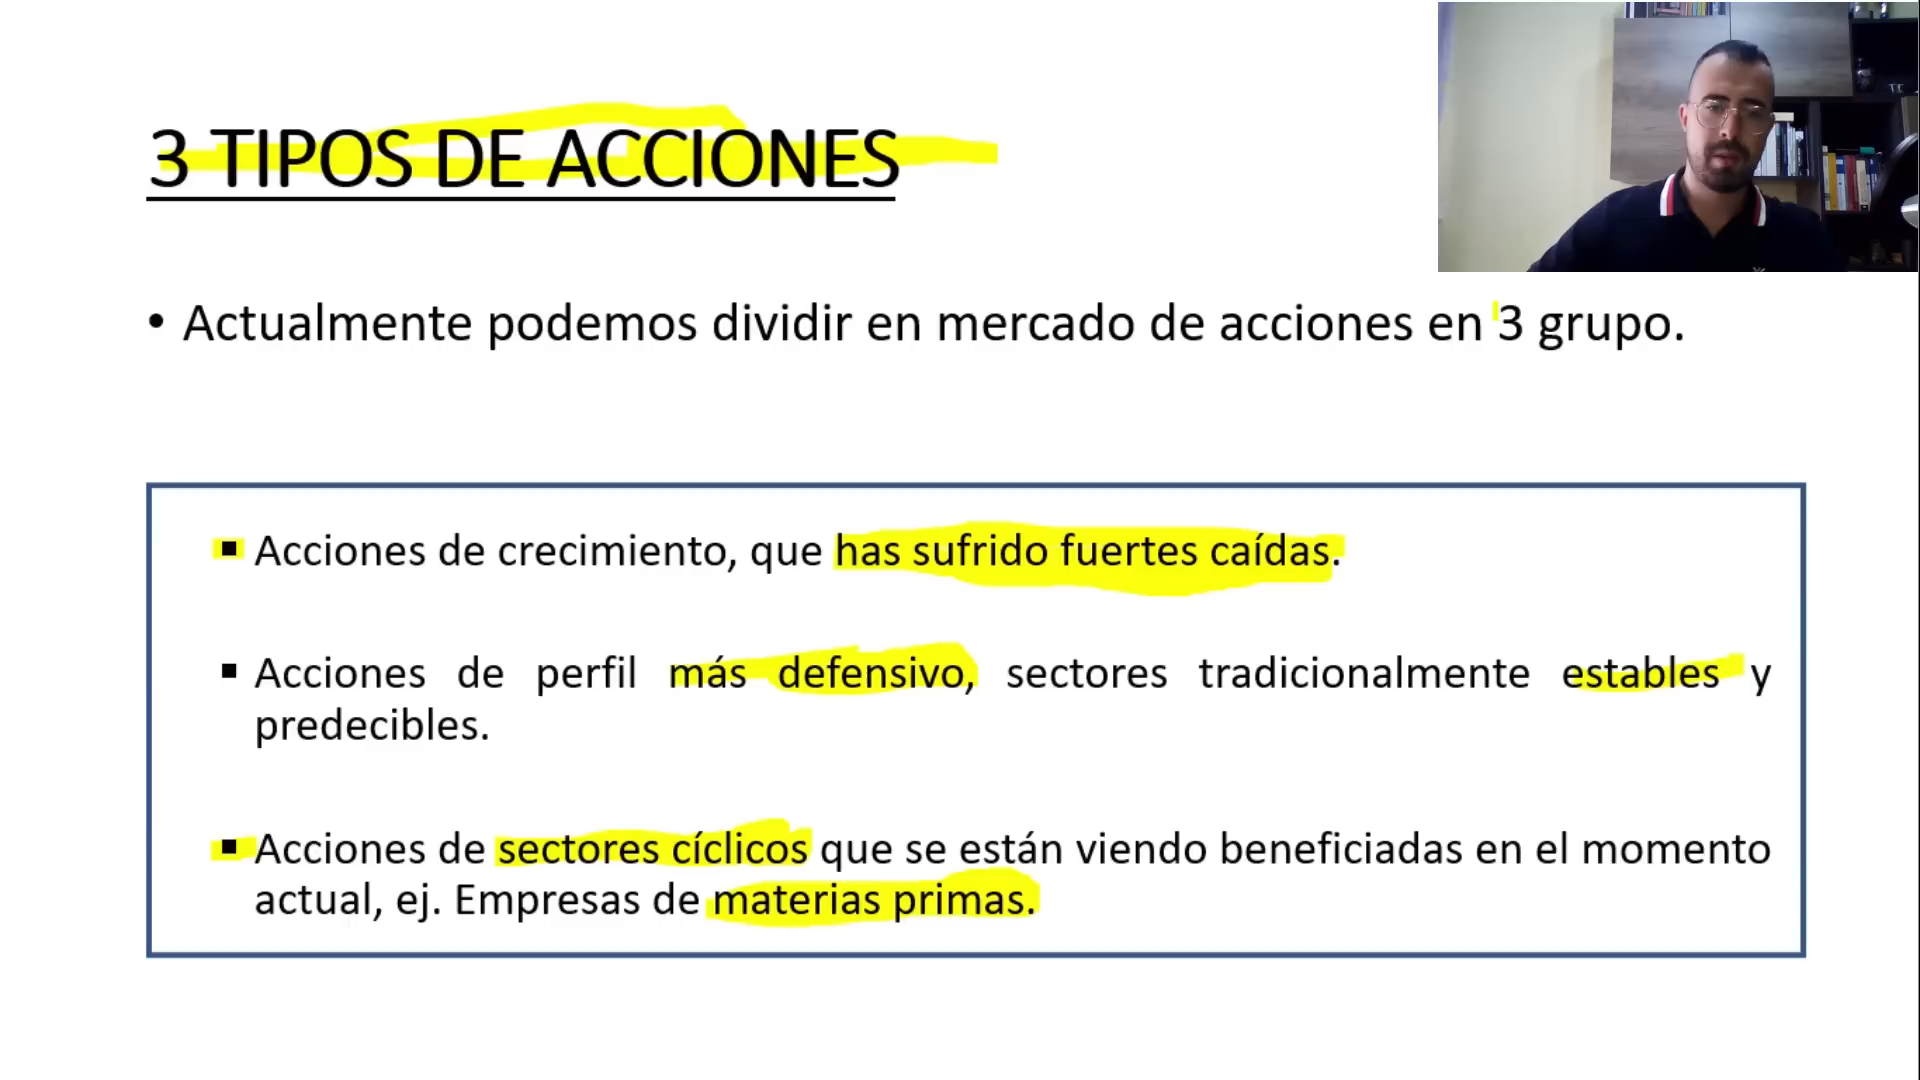 3 TIPOS DE ACCIONES
• Actualmente podemos dividir en mercado de acciones en 3 grupo.
▪ Acciones de crecimiento, que has sufrido fuertes caídas.
▪ Acciones de perfil más defensivo, sectores tradicionalmente estables y
predecibles.
▪ Acciones de sectores cíclicos que se están viendo beneficiadas en el momento
actual, ej. Empresas de materias primas.